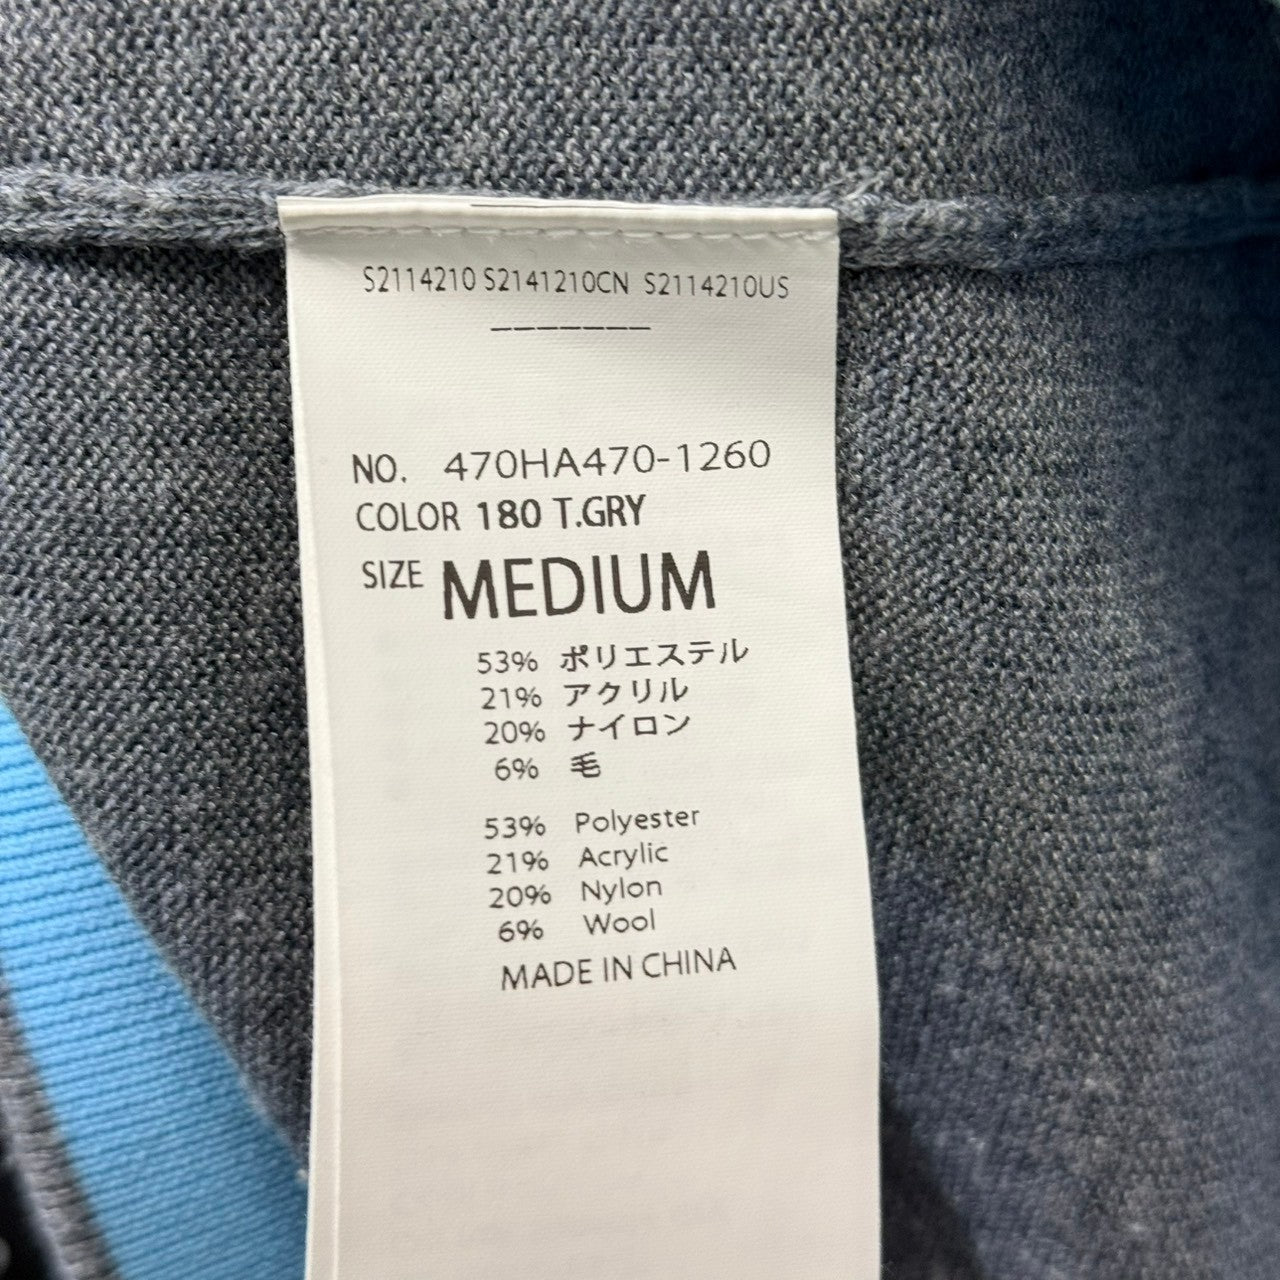 S2114210 S2141210CN S2114210US
-------
NO. 470HA470-1260
COLOR 180 T.GRY
SIZE MEDIUM
53% ポリエステル
21% アクリル
20% ナイロン
6% 毛
53% Polyester
21% Acrylic
20% Nylon
6% Wool
MADE IN CHINA